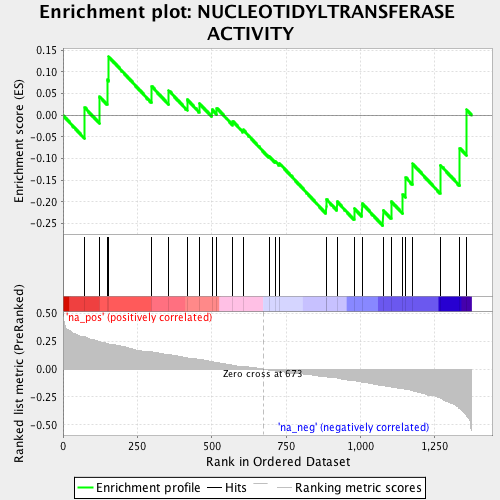 Enrichment plot: NUCLEOTIDYLTRANSFERASE
ACTIVITY
Enrichment score (ES)
0.15
0.10
0.05
0.00
-0.05
-0.10
-0.15
-0.20
-0.25
'na_pos' (positively correlated)
Ranked list metric (PreRanked)
0.50
0.25
0.00
-0.25
-0.50
Zero cross at 673
'na_neg' (negatively correlated)
0
250
500
750
1,000
1,250
Rank in Ordered Dataset
Enrichment profile
Hits
Ranking metric scores